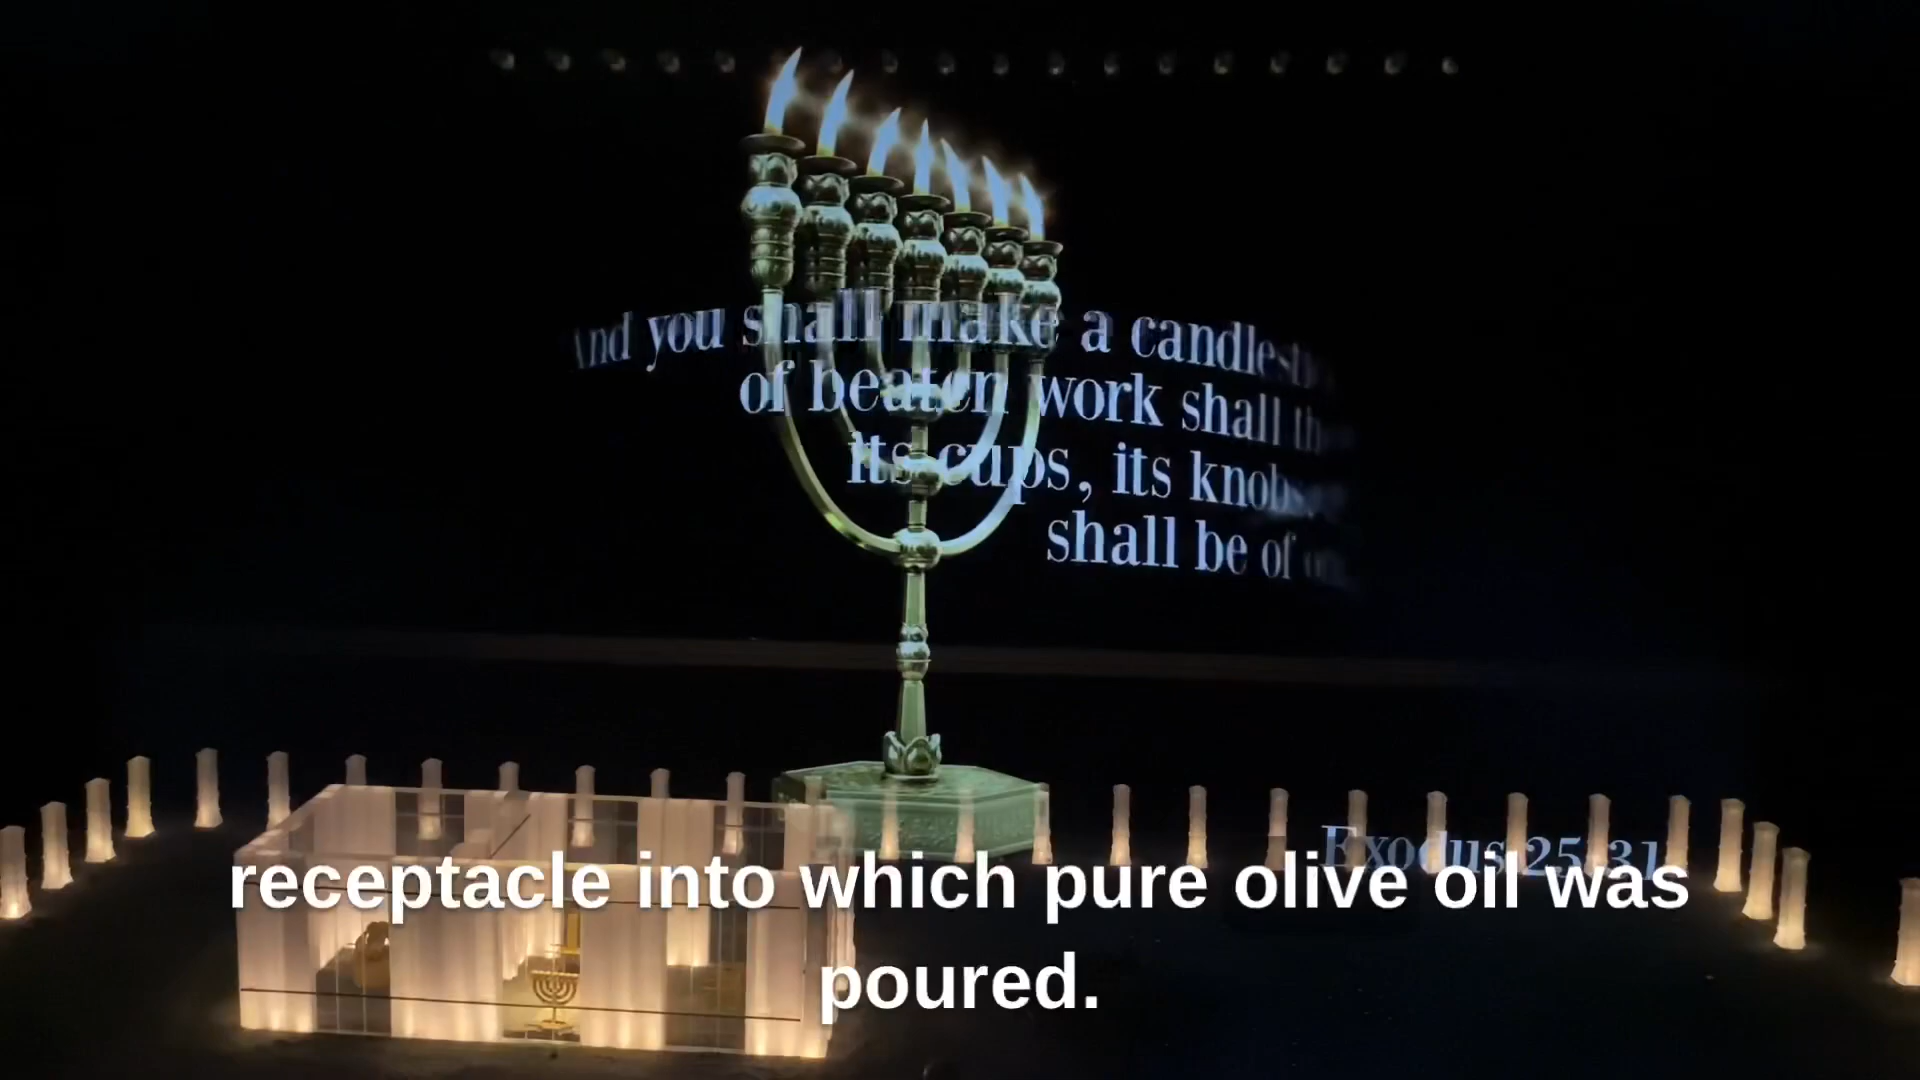 And you shall make a
of beaten work shall
its cups, its knobs
shall be of
Exodus 25:31
receptacle into which pure olive oil was
poured.